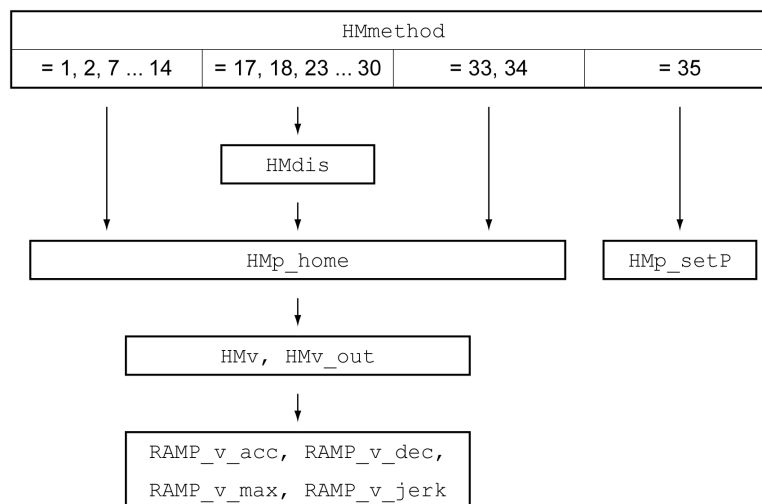 HMmethod
= 1, 2, 7 ... 14 = 17, 18, 23 ... 30 = 33, 34 = 35
HMdis
HMp_home HMp_setP
HMv, HMv_out
RAMP_v_acc, RAMP_v_dec,
RAMP_v_max, RAMP_v_jerk